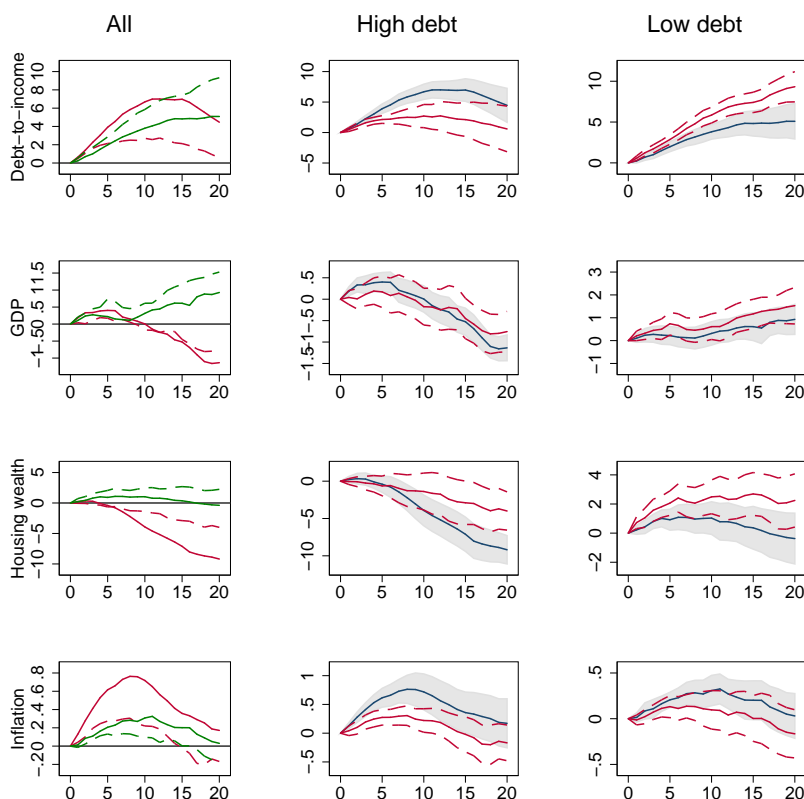 All
High debt
Low debt
Debt−to−income
0 2 4 6 8 10
0 5 10 15 20
−5 0 5 10
0 5 10 15 20
0 5 10
0 5 10 15 20
GDP
−1−.50 .5 11.5
0 5 10 15 20
−1.5−1−.5 0 .5
0 5 10 15 20
−1 0 1 2 3
0 5 10 15 20
Housing wealth
−10 −5 0 5
0 5 10 15 20
−10 −5 0
0 5 10 15 20
−2 0 2 4
0 5 10 15 20
Inflation
−.20 .2.4.6.8
0 5 10 15 20
−.5 0 .5 1
0 5 10 15 20
−.5 0 .5
0 5 10 15 20